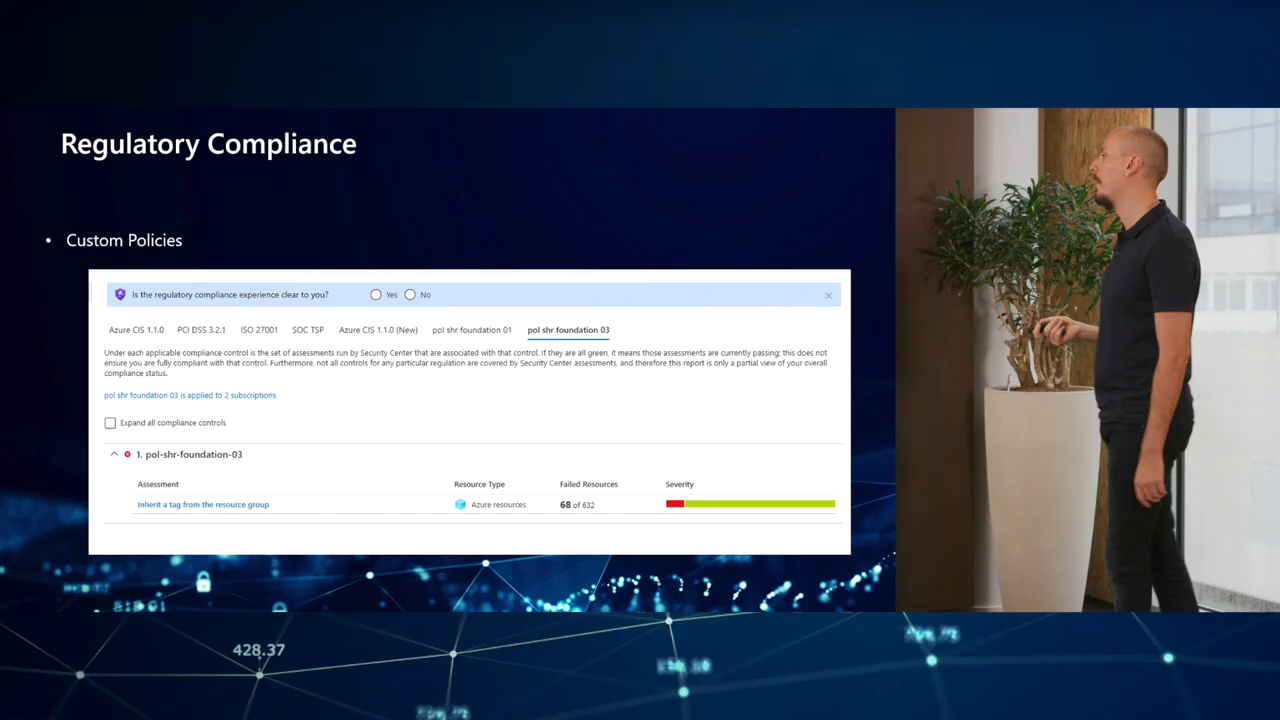 Regulatory Compliance
• Custom Policies
Is the regulatory compliance experience clear to you? Yes No
Azure CIS 1.1.0 PCI DSS 3.2.1 ISO 27001 SOC TSP Azure CIS 1.1.0 (New) pol shr foundation 01 pol shr foundation 03
Under each applicable compliance control is the set of assessments run by Security Center that are associated with that control. If they are all green, it means those assessments are currently passing; this does not
ensure you are fully compliant with that control. Furthermore, not all controls for any particular regulation are covered by Security Center assessments, and therefore this report is only a partial view of your overall
compliance status.
pol shr foundation 03 is applied to 2 subscriptions
Expand all compliance controls
1. pol-shr-foundation-03
Assessment Resource Type Failed Resources Severity
Inherit a tag from the resource group Azure resources 68 of 632
428.37